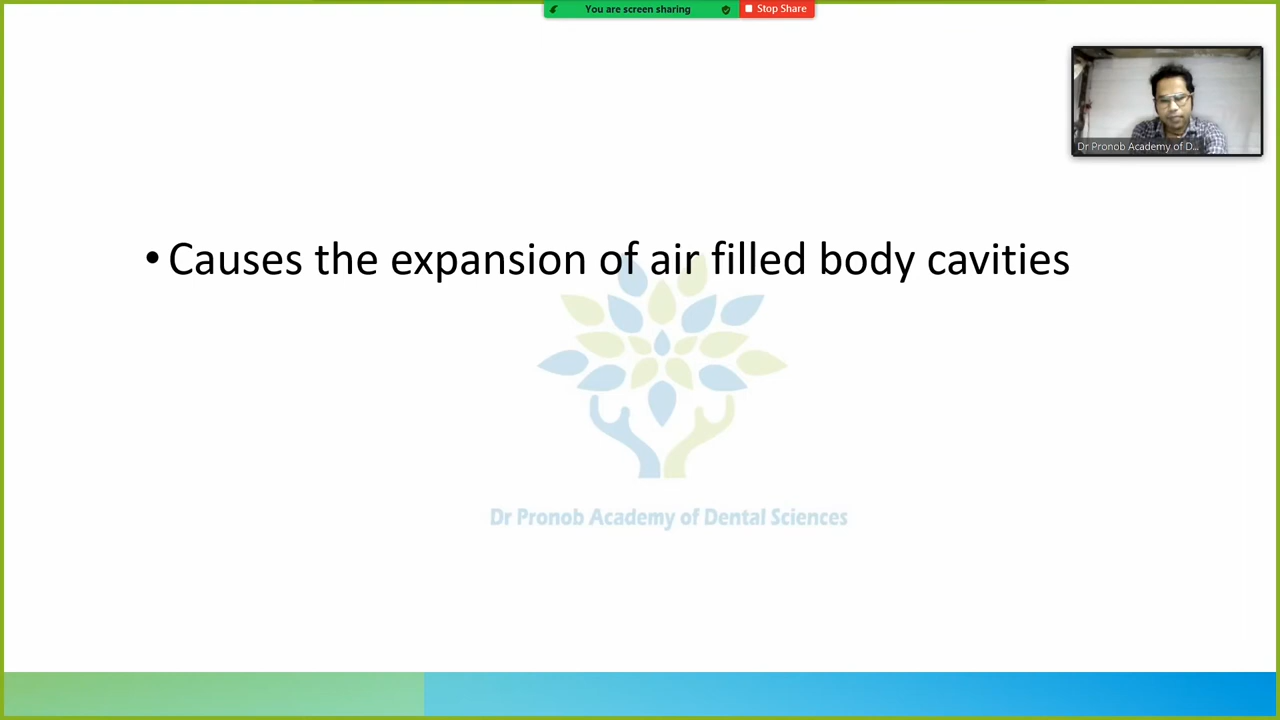 You are screen sharing
Stop Share
Dr Pronob Academy of D...
• Causes the expansion of air filled body cavities
Dr Pronob Academy of Dental Sciences